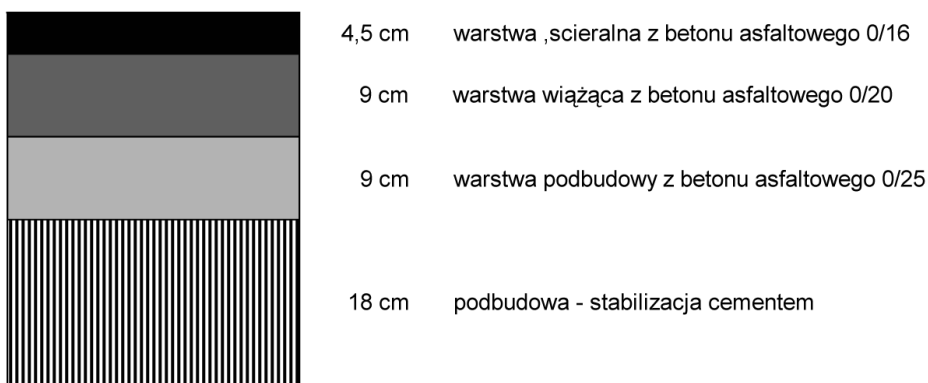 4,5 cm warstwa ,scieralna z betonu asfaltowego 0/16
9 cm warstwa wiążąca z betonu asfaltowego 0/20
9 cm warstwa podbudowy z betonu asfaltowego 0/25
18 cm podbudowa - stabilizacja cementem